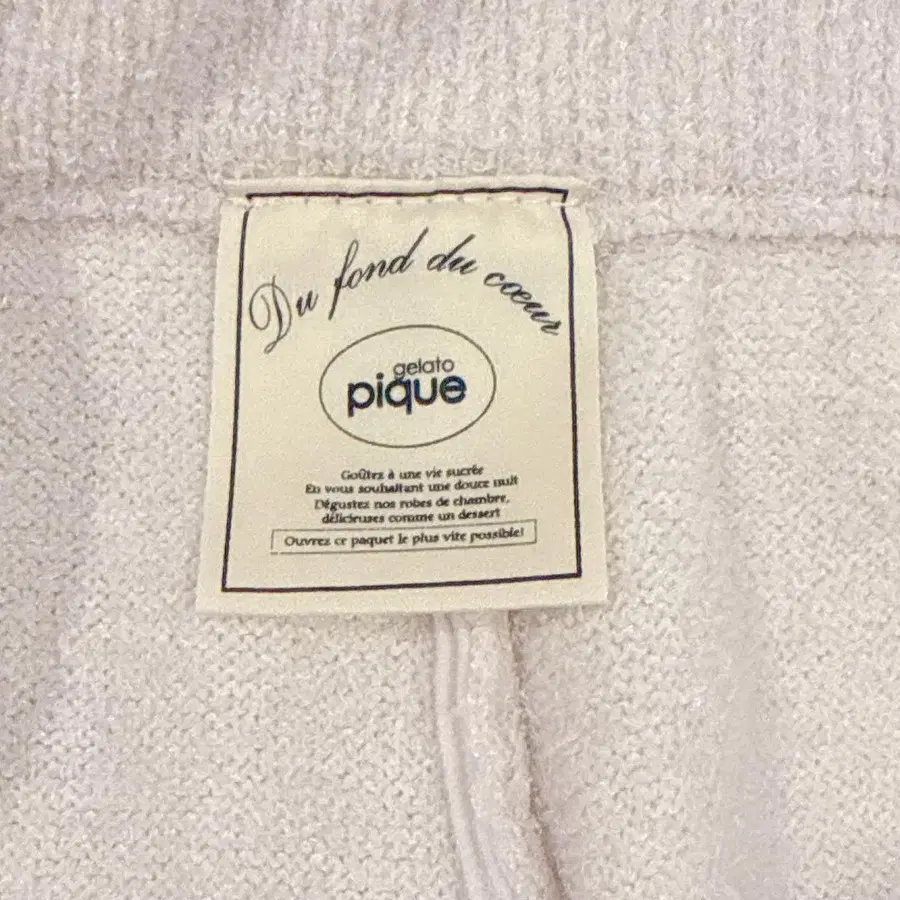 Du fond du cœur
gelato
pique
Goûtez à une vie sucrée
En vous souhaitant une douce nuit
Dégustez nos robes de chambre,
délicieuses comme un dessert
Ouvrez ce paquet le plus vite possible!